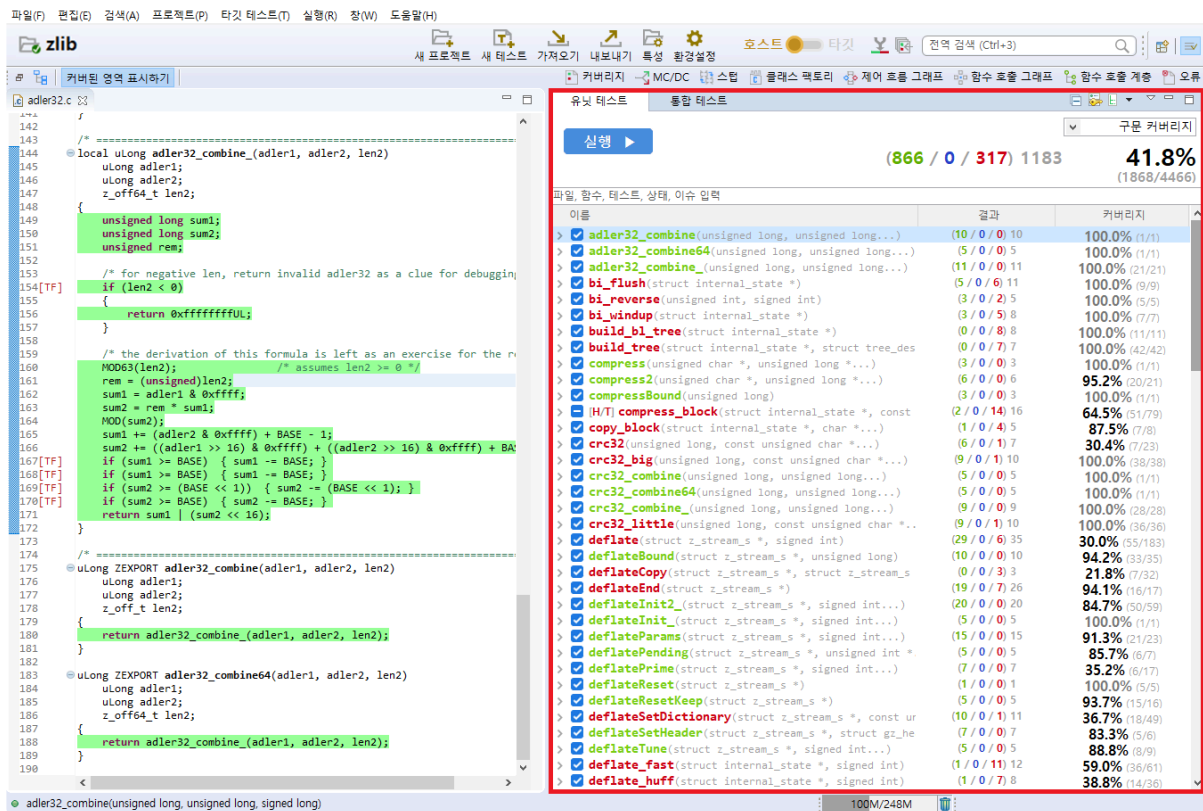 파일(F) 편집(E) 검색(A) 프로젝트(P) 타깃 테스트(T) 실행(R) 창(W) 도움말(H)
zlib
새 프로젝트 새 테스트 가져오기 내보내기 특성 환경설정
호스트 타깃
전역 검색 (Ctrl+3)
커버된 영역 표시하기
커버리지 MC/DC 스텁 클래스 팩토리 제어 흐름 그래프 함수 호출 그래프 함수 호출 계층 오류
adler32.c
141 }
142
143 /* ====================================================================
144 local uLong adler32_combine_(adler1, adler2, len2)
145 uLong adler1;
146 uLong adler2;
147 z_off64_t len2;
148 {
149 unsigned long sum1;
150 unsigned long sum2;
151 unsigned rem;
152
153 /* for negative len, return invalid adler32 as a clue for debugging
154[TF] if (len2 < 0)
155 {
156 return 0xffffffffUL;
157 }
158
159 /* the derivation of this formula is left as an exercise for the re
160 MOD63(len2); /* assumes len2 >= 0 */
161 rem = (unsigned)len2;
162 sum1 = adler1 & 0xffff;
163 sum2 = rem * sum1;
164 MOD(sum2);
165 sum1 += (adler2 & 0xffff) + BASE - 1;
166 sum2 += ((adler1 >> 16) & 0xffff) + ((adler2 >> 16) & 0xffff) + BAS
167[TF] if (sum1 >= BASE) { sum1 -= BASE; }
168[TF] if (sum1 >= BASE) { sum1 -= BASE; }
169[TF] if (sum2 >= (BASE << 1)) { sum2 -= (BASE << 1); }
170[TF] if (sum2 >= BASE) { sum2 -= BASE; }
171 return sum1 | (sum2 << 16);
172 }
173
174 /* ====================================================================
175 uLong ZEXPORT adler32_combine(adler1, adler2, len2)
176 uLong adler1;
177 uLong adler2;
178 z_off_t len2;
179 {
180 return adler32_combine_(adler1, adler2, len2);
181 }
182
183 uLong ZEXPORT adler32_combine64(adler1, adler2, len2)
184 uLong adler1;
185 uLong adler2;
186 z_off64_t len2;
187 {
188 return adler32_combine_(adler1, adler2, len2);
189 }
190
유닛 테스트 통합 테스트
실행
구문 커버리지
(866 / 0 / 317) 1183 41.8%
(1868/4466)
파일, 함수, 테스트, 상태, 이슈 입력
이름 결과 커버리지
adler32_combine(unsigned long, unsigned long...) (10 / 0 / 0) 10 100.0% (1/1)
adler32_combine64(unsigned long, unsigned long...) (5 / 0 / 0) 5 100.0% (1/1)
adler32_combine_(unsigned long, unsigned long...) (11 / 0 / 0) 11 100.0% (21/21)
bi_flush(struct internal_state *) (5 / 0 / 6) 11 100.0% (9/9)
bi_reverse(unsigned int, signed int) (3 / 0 / 2) 5 100.0% (5/5)
bi_windup(struct internal_state *) (3 / 0 / 5) 8 100.0% (7/7)
build_bl_tree(struct internal_state *) (0 / 0 / 8) 8 100.0% (11/11)
build_tree(struct internal_state *, struct tree_des (0 / 0 / 7) 7 100.0% (42/42)
compress(unsigned char *, unsigned long *...) (3 / 0 / 0) 3 100.0% (1/1)
compress2(unsigned char *, unsigned long *...) (6 / 0 / 0) 6 95.2% (20/21)
compressBound(unsigned long) (3 / 0 / 0) 3 100.0% (1/1)
[H/T] compress_block(struct internal_state *, const (2 / 0 / 14) 16 64.5% (51/79)
copy_block(struct internal_state *, char *...) (1 / 0 / 4) 5 87.5% (7/8)
crc32(unsigned long, const unsigned char *...) (6 / 0 / 1) 7 30.4% (7/23)
crc32_big(unsigned long, const unsigned char *...) (9 / 0 / 1) 10 100.0% (38/38)
crc32_combine(unsigned long, unsigned long...) (5 / 0 / 0) 5 100.0% (1/1)
crc32_combine64(unsigned long, unsigned long...) (5 / 0 / 0) 5 100.0% (1/1)
crc32_combine_(unsigned long, unsigned long...) (9 / 0 / 0) 9 100.0% (28/28)
crc32_little(unsigned long, const unsigned char *.. (9 / 0 / 1) 10 100.0% (36/36)
deflate(struct z_stream_s *, signed int) (29 / 0 / 6) 35 30.0% (55/183)
deflateBound(struct z_stream_s *, unsigned long) (10 / 0 / 0) 10 94.2% (33/35)
deflateCopy(struct z_stream_s *, struct z_stream_s (0 / 0 / 3) 3 21.8% (7/32)
deflateEnd(struct z_stream_s *) (19 / 0 / 7) 26 94.1% (16/17)
deflateInit2_(struct z_stream_s *, signed int...) (20 / 0 / 0) 20 84.7% (50/59)
deflateInit_(struct z_stream_s *, signed int...) (5 / 0 / 0) 5 100.0% (1/1)
deflateParams(struct z_stream_s *, signed int...) (15 / 0 / 0) 15 91.3% (21/23)
deflatePending(struct z_stream_s *, unsigned int * (5 / 0 / 0) 5 85.7% (6/7)
deflatePrime(struct z_stream_s *, signed int...) (7 / 0 / 0) 7 35.2% (6/17)
deflateReset(struct z_stream_s *) (1 / 0 / 0) 1 100.0% (5/5)
deflateResetKeep(struct z_stream_s *) (5 / 0 / 0) 5 93.7% (15/16)
deflateSetDictionary(struct z_stream_s *, const ur (10 / 0 / 1) 11 36.7% (18/49)
deflateSetHeader(struct z_stream_s *, struct gz_he (7 / 0 / 0) 7 83.3% (5/6)
deflateTune(struct z_stream_s *, signed int...) (5 / 0 / 0) 5 88.8% (8/9)
deflate_fast(struct internal_state *, signed int) (1 / 0 / 11) 12 59.0% (36/61)
deflate_huff(struct internal_state *, signed int) (1 / 0 / 7) 8 38.8% (14/36)
adler32_combine(unsigned long, unsigned long, signed long) 100M/248M